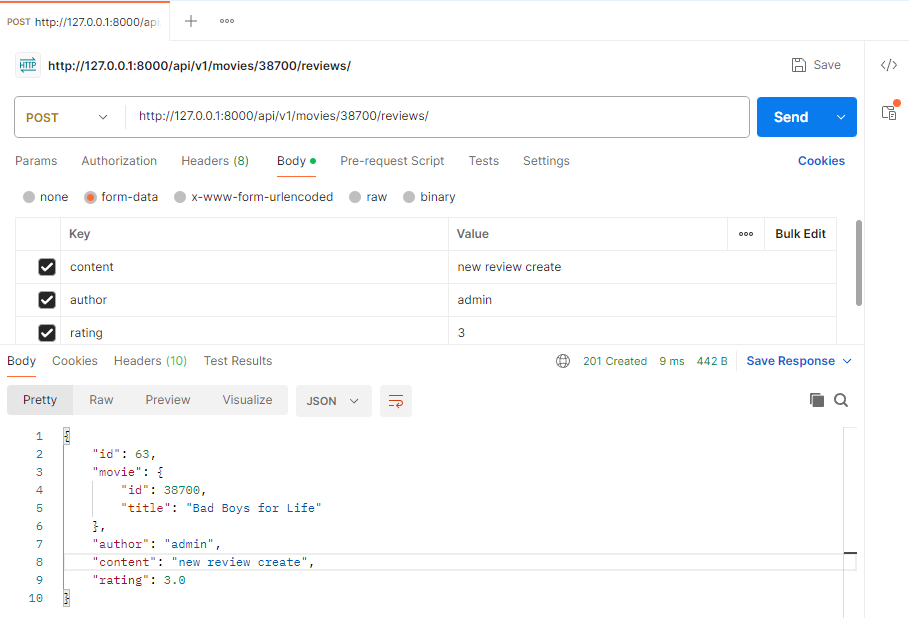 POST http://127.0.0.1:8000/api
HTTP http://127.0.0.1:8000/api/v1/movies/38700/reviews/ Save </>
POST http://127.0.0.1:8000/api/v1/movies/38700/reviews/ Send
Params Authorization Headers (8) Body Pre-request Script Tests Settings Cookies
none form-data x-www-form-urlencoded raw binary
Key Value Bulk Edit
content new review create
author admin
rating 3
Body Cookies Headers (10) Test Results 201 Created 9 ms 442 B Save Response
Pretty Raw Preview Visualize JSON
1 {
2 "id": 63,
3 "movie": {
4 "id": 38700,
5 "title": "Bad Boys for Life"
6 },
7 "author": "admin",
8 "content": "new review create",
9 "rating": 3.0
10 }